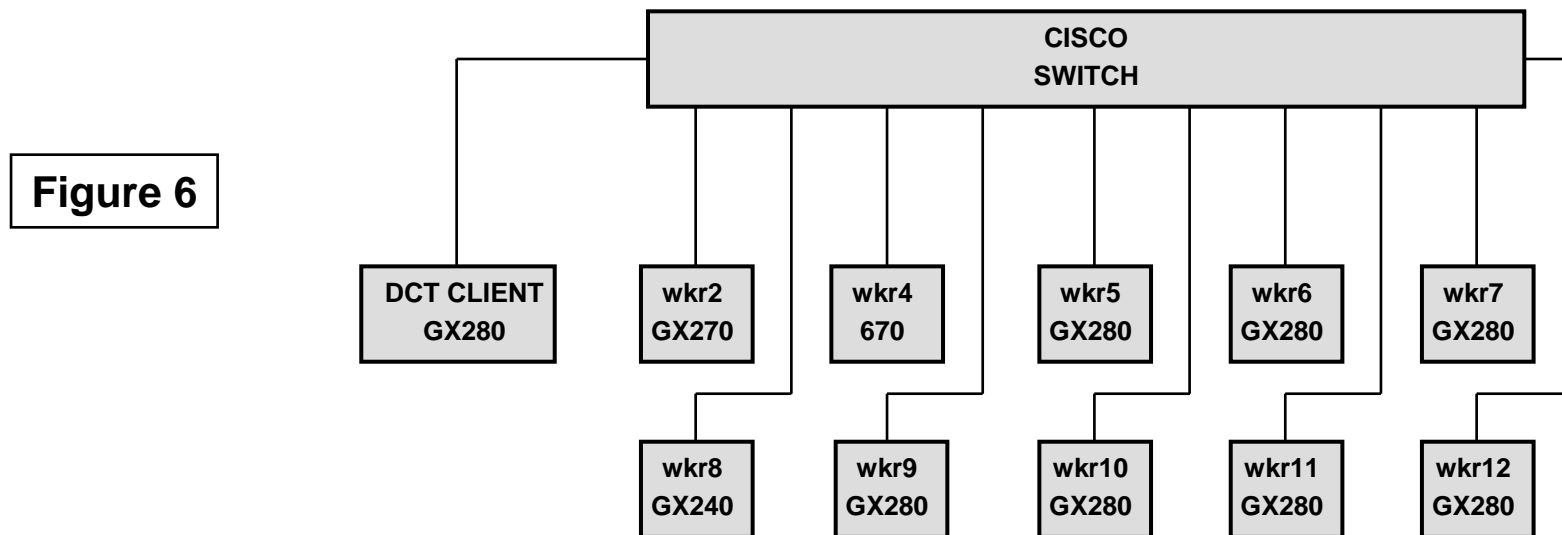 CISCO
SWITCH
Figure 6
DCT CLIENT
GX280
wkr2
GX270
wkr4
670
wkr5
GX280
wkr6
GX280
wkr7
GX280
wkr8
GX240
wkr9
GX280
wkr10
GX280
wkr11
GX280
wkr12
GX280